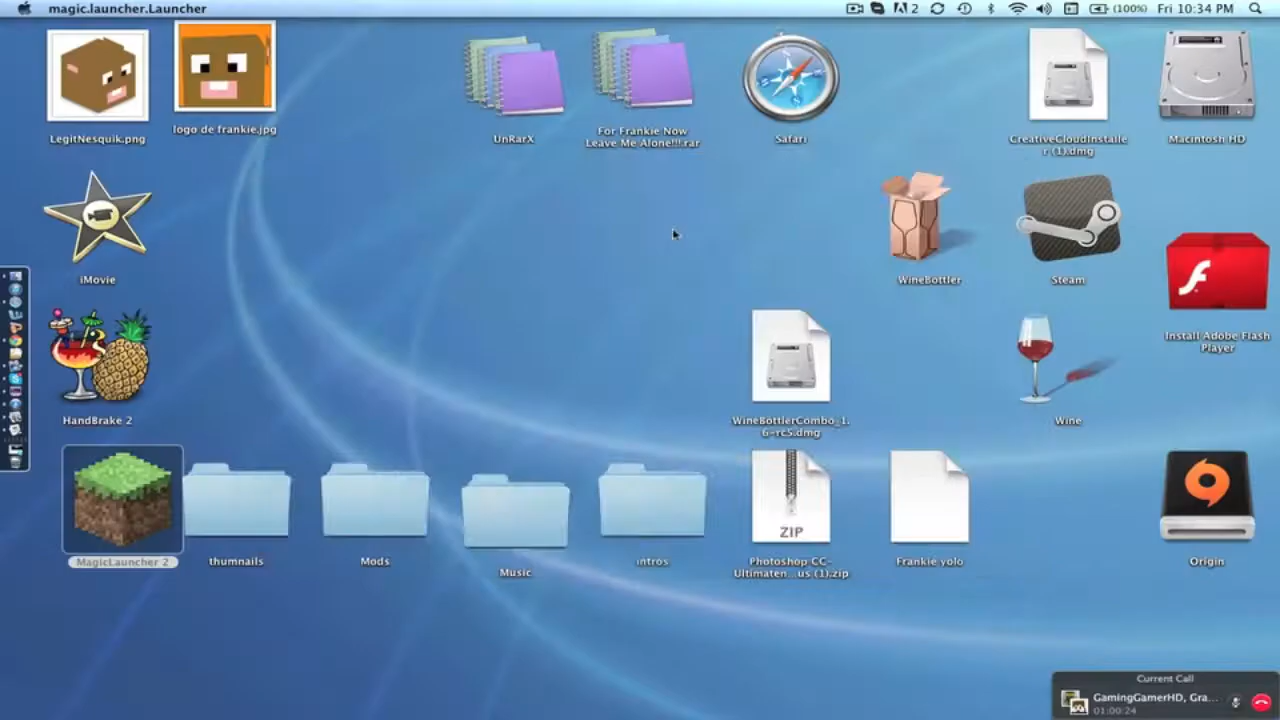 magic.launcher.Launcher
2
(100%)
Fri 10:34 PM
LegitNesquik.png
logo de frankie.jpg
UnRarX
For Frankie Now
Leave Me Alone!!!.rar
Safari
CreativeCloudInstalle
r (1).dmg
Macintosh HD
iMovie
WineBottler
Steam
Install Adobe Flash
Player
HandBrake 2
WineBottlerCombo_1.
6-rc5.dmg
Wine
MagicLauncher 2
thumnails
Mods
Music
intros
ZIP
Photoshop-CC-
Ultimaten...us (1).zip
Frankie yolo
Origin
Current Call
GamingGamerHD, Gra...
01:00:24